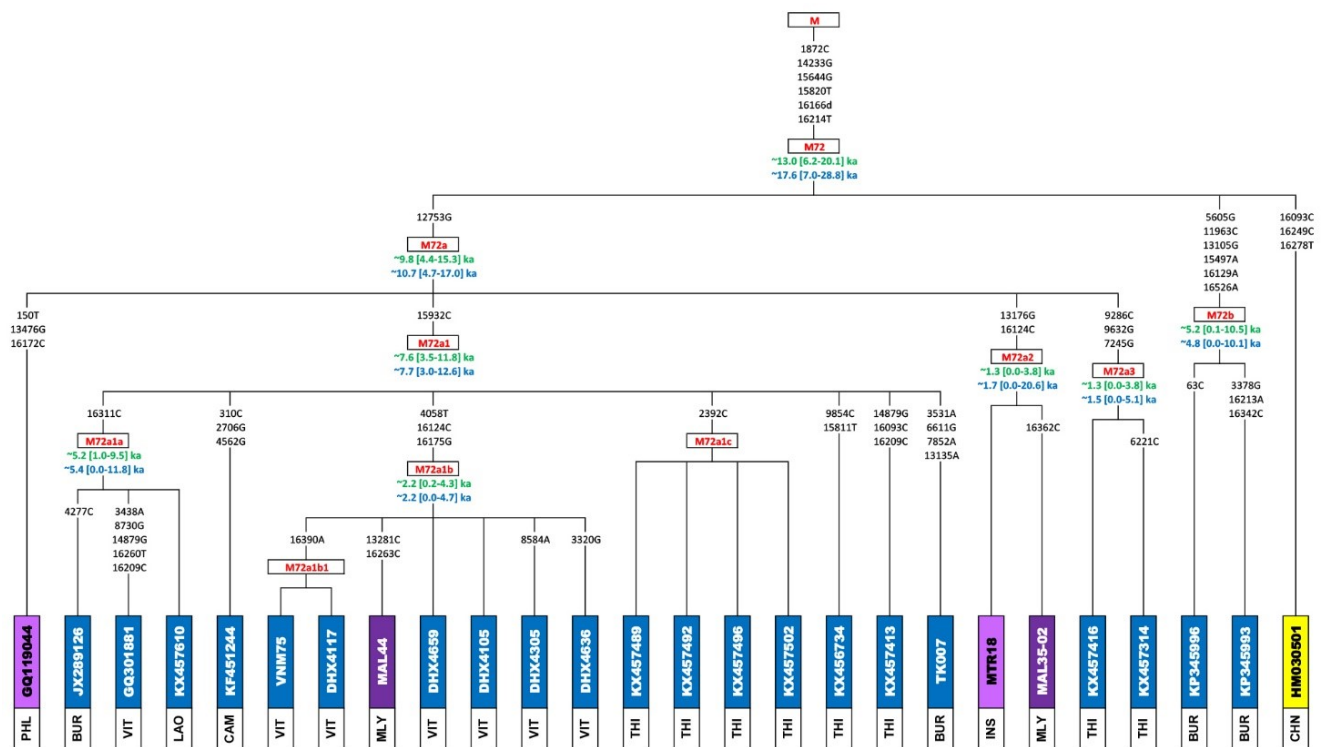 M
1872C
14233G
15644G
15820T
16166d
16214T
M72
~13.0 [6.2-20.1] ka
~17.6 [7.0-28.8] ka
12753G
M72a
~9.8 [4.4-15.3] ka
~10.7 [4.7-17.0] ka
5605G
11963C
13105G
15497A
16129A
16526A
M72b
~5.2 [0.1-10.5] ka
~4.8 [0.0-10.1] ka
16093C
16249C
16278T
150T
13476G
16172C
15932C
M72a1
~7.6 [3.5-11.8] ka
~7.7 [3.0-12.6] ka
13176G
16124C
M72a2
~1.3 [0.0-3.8] ka
~1.7 [0.0-20.6] ka
9286C
9632G
7245G
M72a3
~1.3 [0.0-3.8] ka
~1.5 [0.0-5.1] ka
63C
3378G
16213A
16342C
16311C
M72a1a
~5.2 [1.0-9.5] ka
~5.4 [0.0-11.8] ka
310C
2706G
4562G
4058T
16124C
16175G
M72a1b
~2.2 [0.2-4.3] ka
~2.2 [0.0-4.7] ka
2392C
M72a1c
9854C
15811T
14879G
16093C
16209C
3531A
6611G
7852A
13135A
16362C
6221C
4277C
3438A
8730G
14879G
16260T
16209C
16390A
M72a1b1
13281C
16263C
8584A
3320G
GQ119044
JX289126
GQ301881
KX457610
KF451244
VNM75
DHX4117
MAL44
DHX4659
DHX4105
DHX4305
DHX4636
KX457489
KX457492
KX457496
KX457502
KX456734
KX457413
TK007
MTR18
MAL35-02
KX457416
KX457314
KP345996
KP345993
HM030501
PHL
BUR
VIT
LAO
CAM
VIT
VIT
MLY
VIT
VIT
VIT
VIT
THI
THI
THI
THI
THI
THI
BUR
INS
MLY
THI
THI
BUR
BUR
CHN